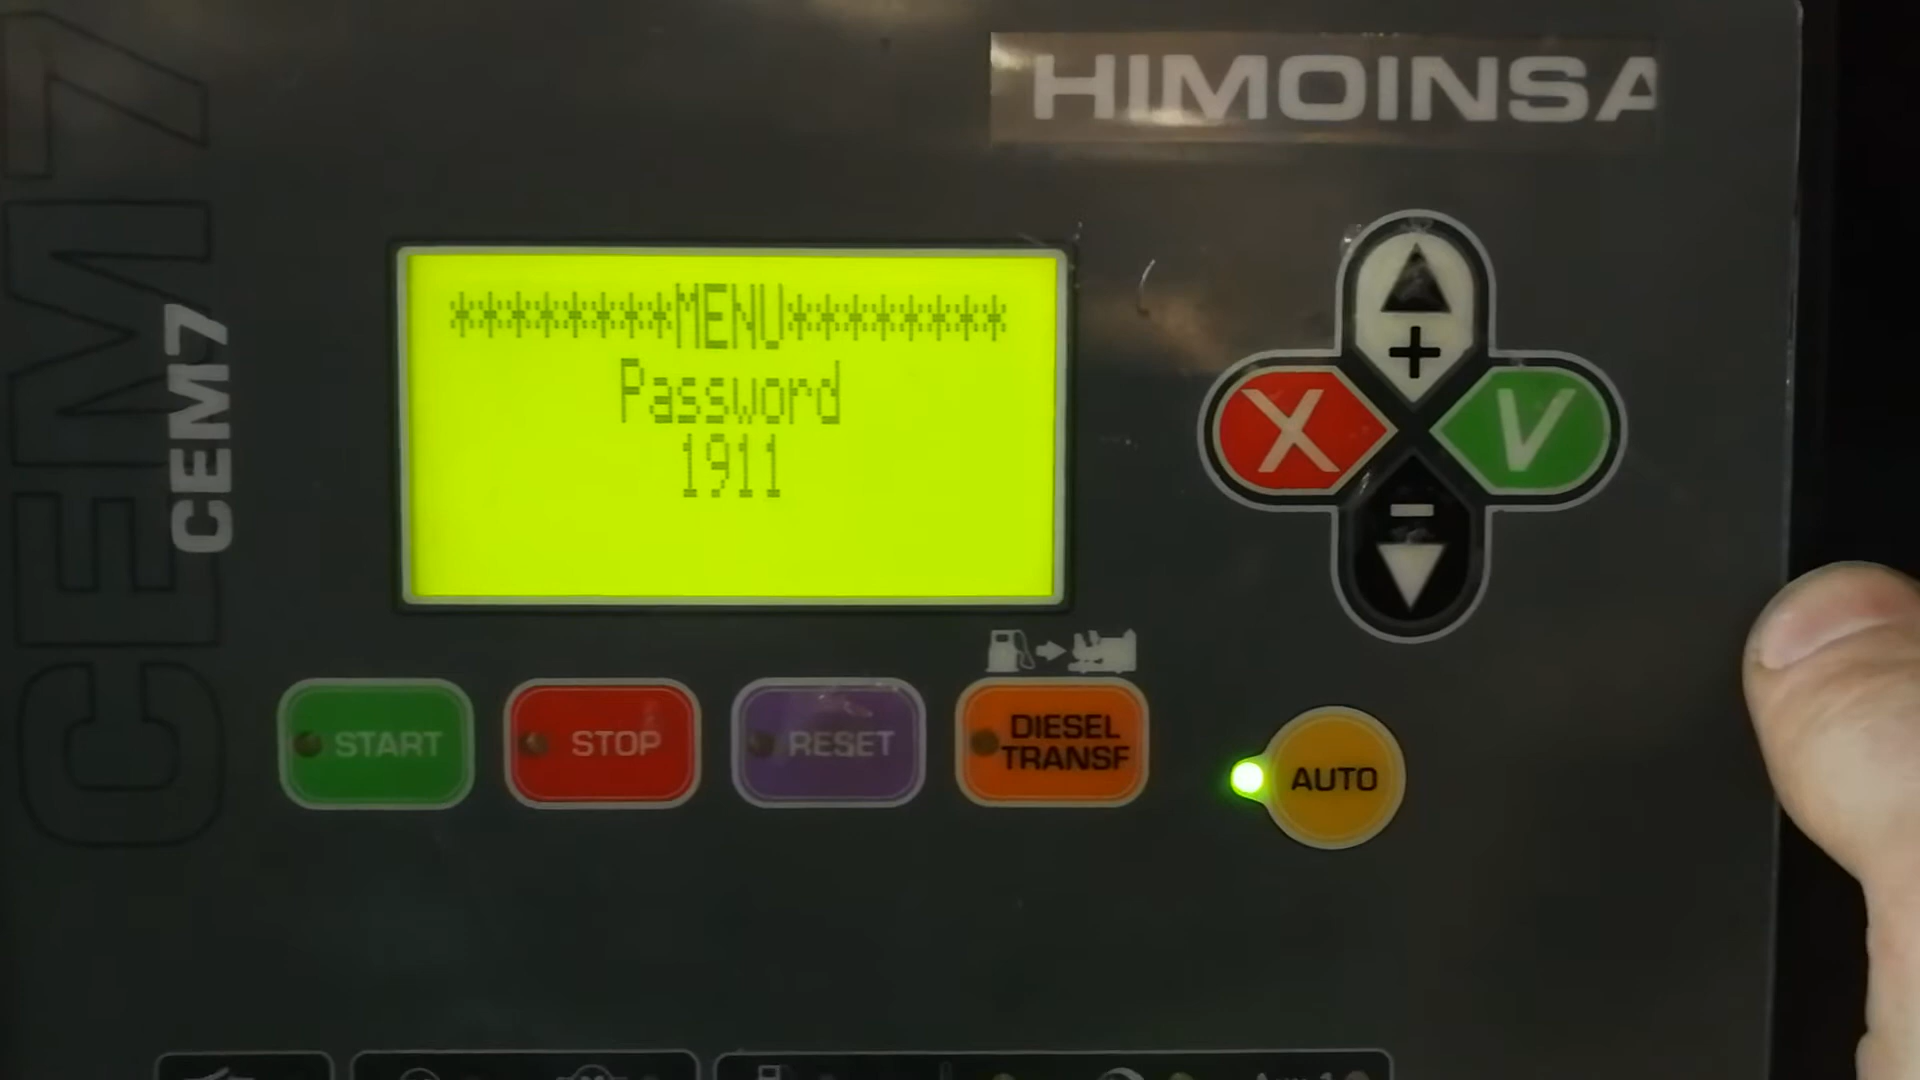 HIMOINSA
CEM7
CEM7
********MENU********
Password
1911
X
+
V
-
START
STOP
RESET
DIESEL
TRANSF
AUTO